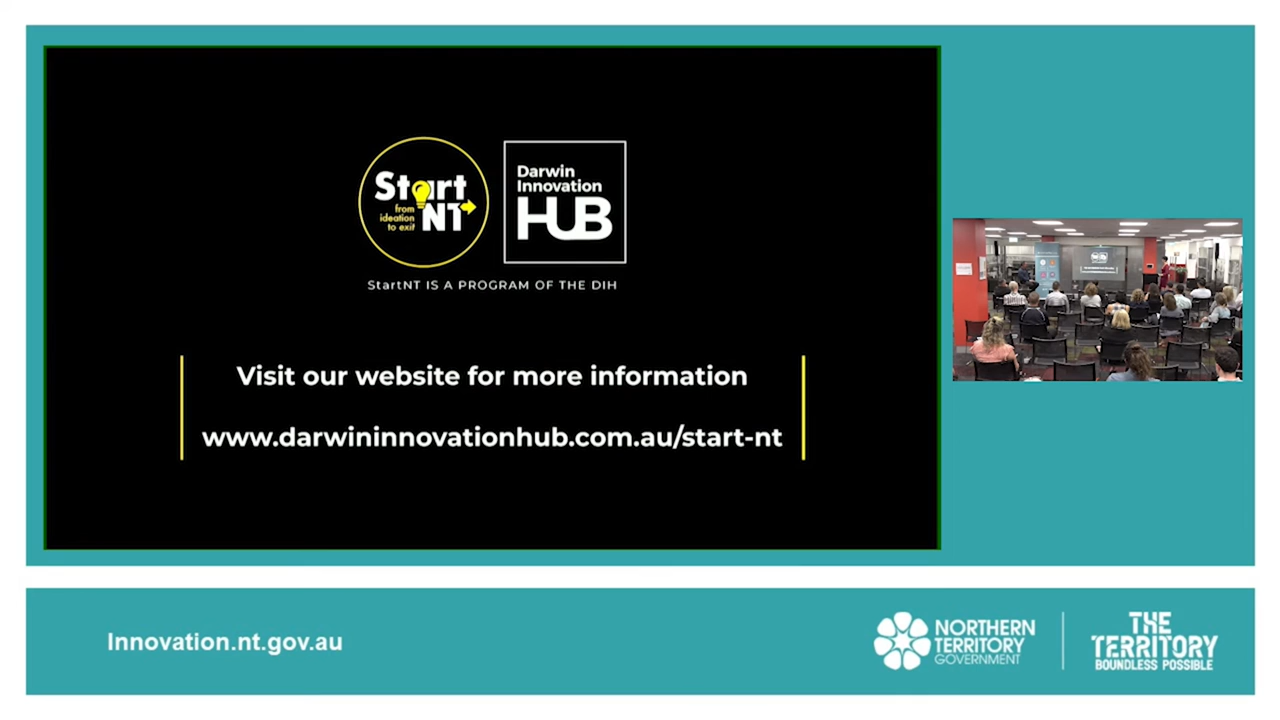 Start
from
ideation
to exit
NT
Darwin
Innovation
HUB
StartNT IS A PROGRAM OF THE DIH
Visit our website for more information
www.darwininnovationhub.com.au/start-nt
Innovation.nt.gov.au
NORTHERN
TERRITORY
GOVERNMENT
THE
TERRITORY
BOUNDLESS POSSIBLE